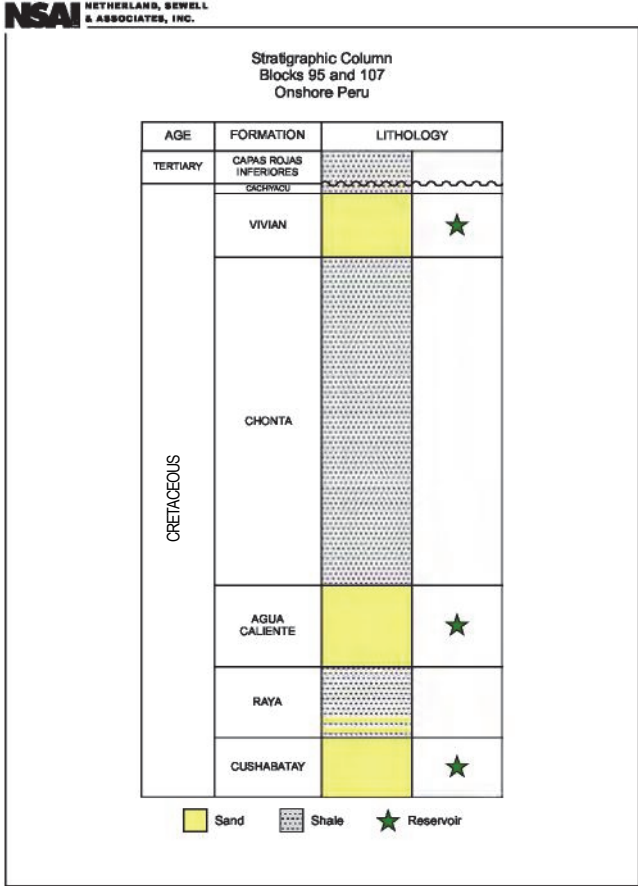 NSAI NETHERLAND, SEWELL
& ASSOCIATES, INC.
Stratigraphic Column
Blocks 95 and 107
Onshore Peru
AGE FORMATION LITHOLOGY
TERTIARY CAPAS ROJAS
INFERIORES
CACHIYACU
VIVIAN
CHONTA
CRETACEOUS
AGUA
CALIENTE
RAYA
CUSHABATAY
Sand Shale Reservoir